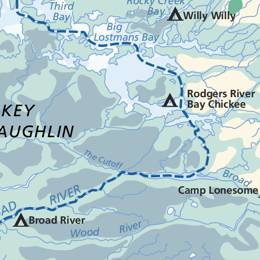 Third
Bay
Rocky Creek
Bay
Willy Willy
Big
Lostmans Bay
Rodgers River
Bay Chickee
KEY
AUGHLIN
The Cutoff
Broad
Camp Lonesome
AD RIVER
Broad River
Wood River